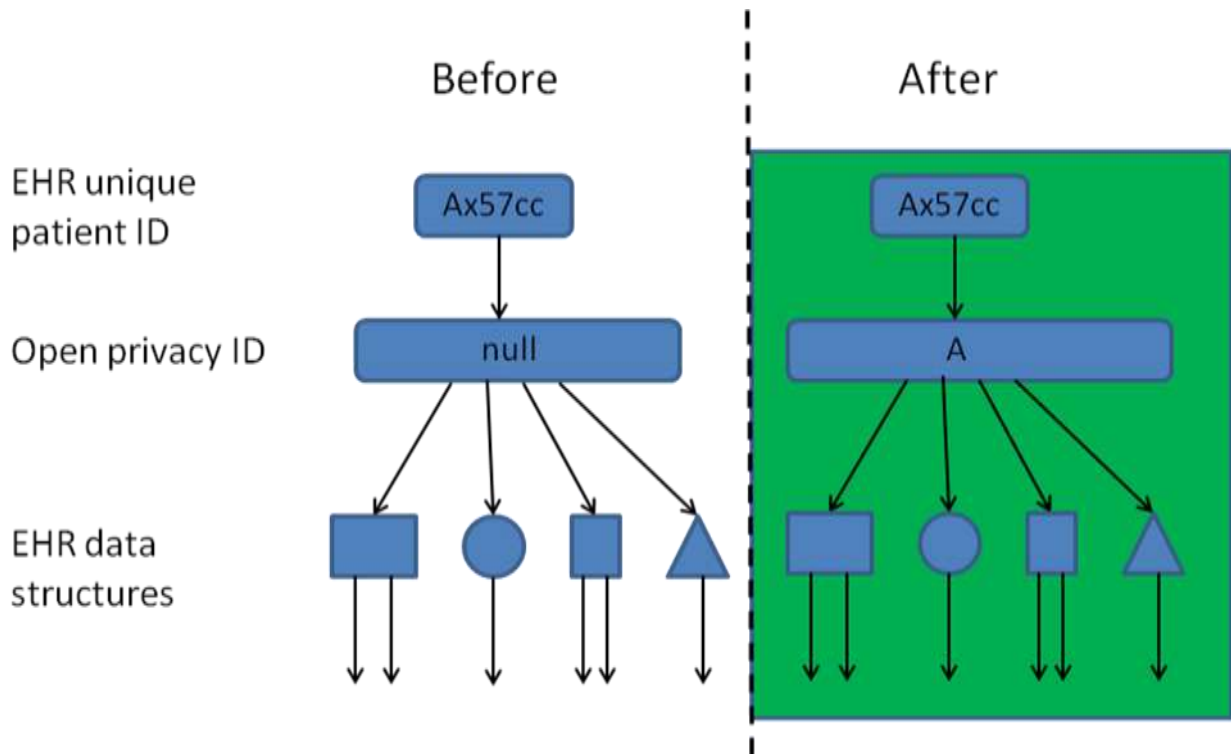 Before
After
EHR unique
patient ID
Ax57cc
Ax57cc
Open privacy ID
null
A
EHR data
structures